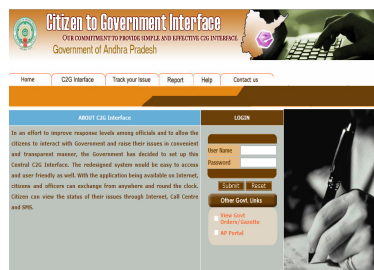 Citizen to Government Interface
OUR COMMITMENT TO PROVIDE SIMPLE AND EFFECTIVE C2G INTERFACE
Government of Andhra Pradesh
Home C2G Interface Track your Issue Report Help Contact us
ABOUT C2G Interface
In an effort to improve response levels among officials and to allow the
citizens to interact with Government and raise their issues in convenient
and transparent manner, the Government has decided to set up this
Central C2G Interface. The redesigned system would be easy to access
and user friendly as well. With the application being available on Internet,
citizens and officers can exchange from anywhere and round the clock.
Citizen can view the status of their issues through Internet, Call Centre
and SMS.
LOGIN
User Name
Password
Submit Reset
Other Govt. Links
View Govt
Orders/Gazette
AP Portal